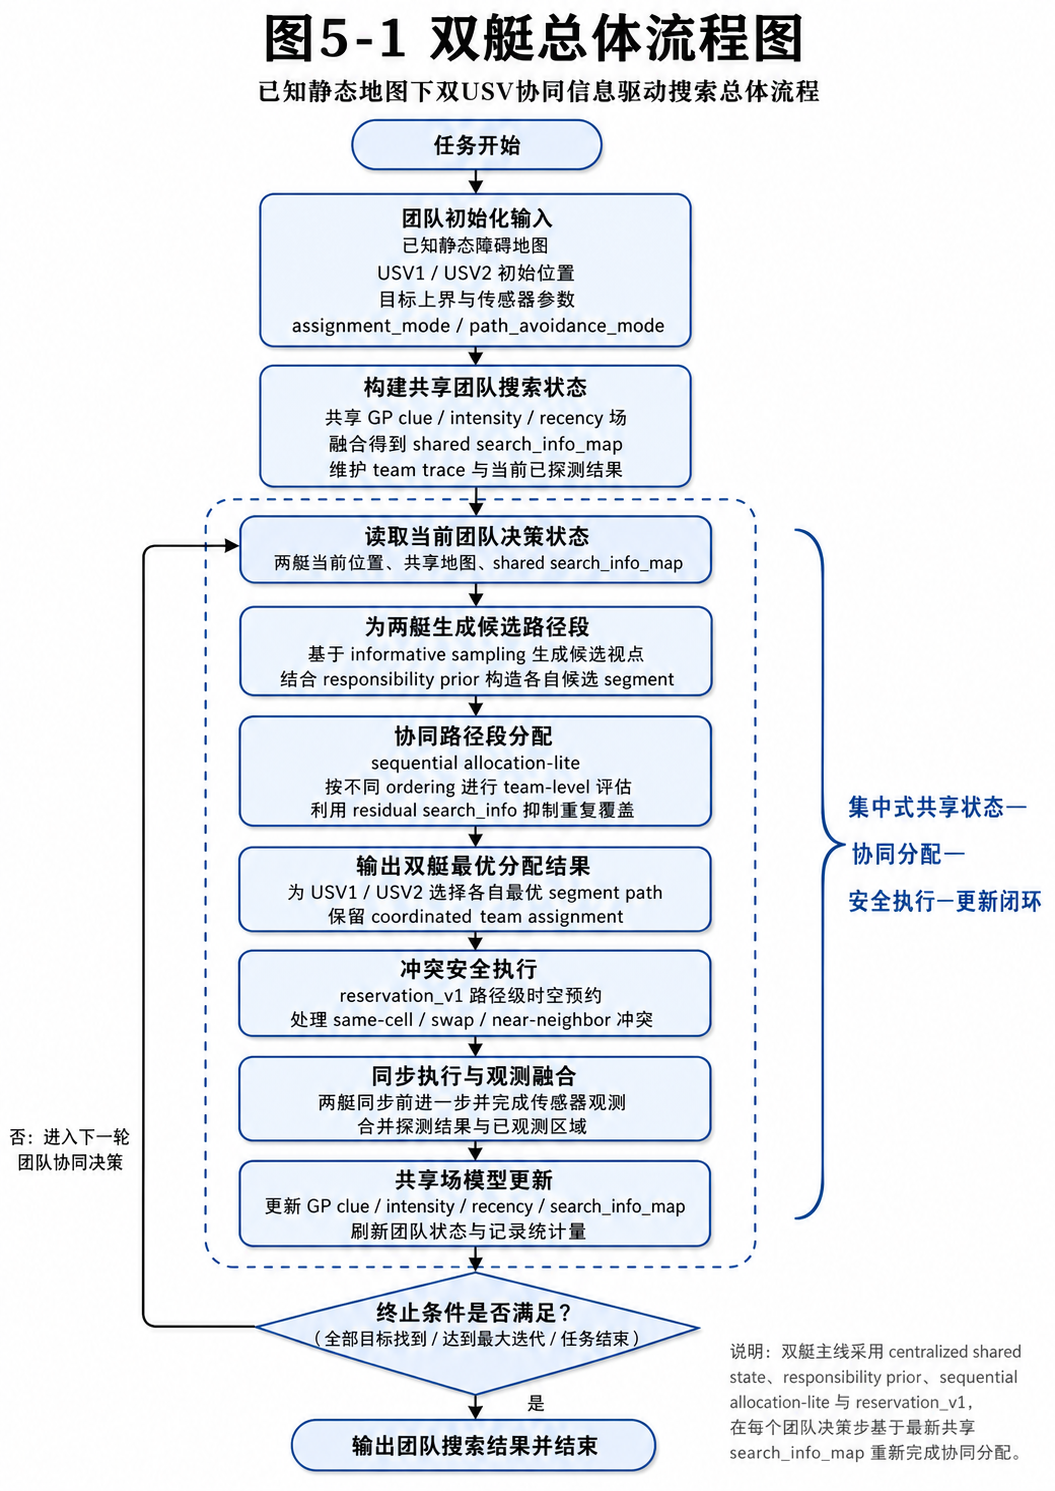 图5-1 双艇总体流程图
已知静态地图下双USV协同信息驱动搜索总体流程
任务开始
团队初始化输入
已知静态障碍地图
USV1 / USV2 初始位置
目标上界与传感器参数
assignment_mode / path_avoidance_mode
构建共享团队搜索状态
共享 GP clue / intensity / recency 场
融合得到 shared search_info_map
维护 team trace 与当前已探测结果
读取当前团队决策状态
两艇当前位置、共享地图、shared search_info_map
为两艇生成候选路径段
基于 informative sampling 生成候选视点
结合 responsibility prior 构造各自候选 segment
协同路径段分配
sequential allocation-lite
按不同 ordering 进行 team-level 评估
利用 residual search_info 抑制重复覆盖
输出双艇最优分配结果
为 USV1 / USV2 选择各自最优 segment path
保留 coordinated team assignment
冲突安全执行
reservation_v1 路径级时空预约
处理 same-cell / swap / near-neighbor 冲突
同步执行与观测融合
两艇同步前进一步并完成传感器观测
合并探测结果与已观测区域
共享场模型更新
更新 GP clue / intensity / recency / search_info_map
刷新团队状态与记录统计量
集中式共享状态—
协同分配—
安全执行—更新闭环
否：进入下一轮
团队协同决策
终止条件是否满足？
（全部目标找到 / 达到最大迭代 / 任务结束）
是
输出团队搜索结果并结束
说明：双艇主线采用 centralized shared
state、responsibility prior、sequential
allocation-lite 与 reservation_v1，
在每个团队决策步基于最新共享
search_info_map 重新完成协同分配。